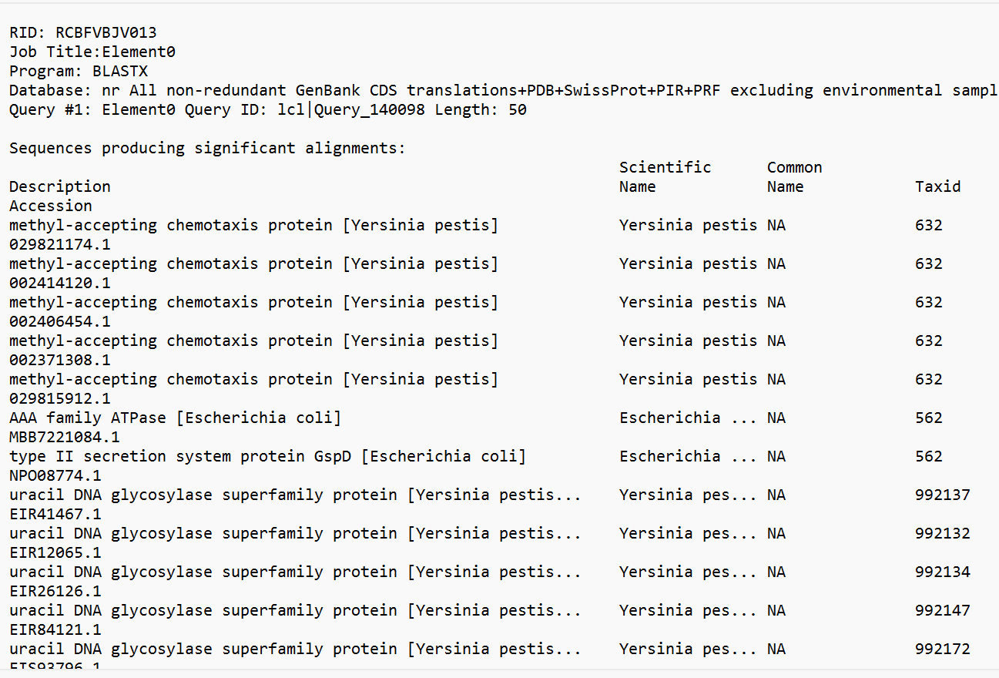 RID: RCBFVBJV013
Job Title:Element0
Program: BLASTX
Database: nr All non-redundant GenBank CDS translations+PDB+SwissProt+PIR+PRF excluding environmental sampl
Query #1: Element0 Query ID: lcl|Query_140098 Length: 50
Sequences producing significant alignments:
Scientific Common
Description Name Name Taxid
Accession
methyl-accepting chemotaxis protein [Yersinia pestis] Yersinia pestis NA 632
029821174.1
methyl-accepting chemotaxis protein [Yersinia pestis] Yersinia pestis NA 632
002414120.1
methyl-accepting chemotaxis protein [Yersinia pestis] Yersinia pestis NA 632
002406454.1
methyl-accepting chemotaxis protein [Yersinia pestis] Yersinia pestis NA 632
002371308.1
methyl-accepting chemotaxis protein [Yersinia pestis] Yersinia pestis NA 632
029815912.1
AAA family ATPase [Escherichia coli] Escherichia ... NA 562
MBB7221084.1
type II secretion system protein GspD [Escherichia coli] Escherichia ... NA 562
NPO08774.1
uracil DNA glycosylase superfamily protein [Yersinia pestis... Yersinia pes... NA 992137
EIR41467.1
uracil DNA glycosylase superfamily protein [Yersinia pestis... Yersinia pes... NA 992132
EIR12065.1
uracil DNA glycosylase superfamily protein [Yersinia pestis... Yersinia pes... NA 992134
EIR26126.1
uracil DNA glycosylase superfamily protein [Yersinia pestis... Yersinia pes... NA 992147
EIR84121.1
uracil DNA glycosylase superfamily protein [Yersinia pestis... Yersinia pes... NA 992172
EIS93796.1